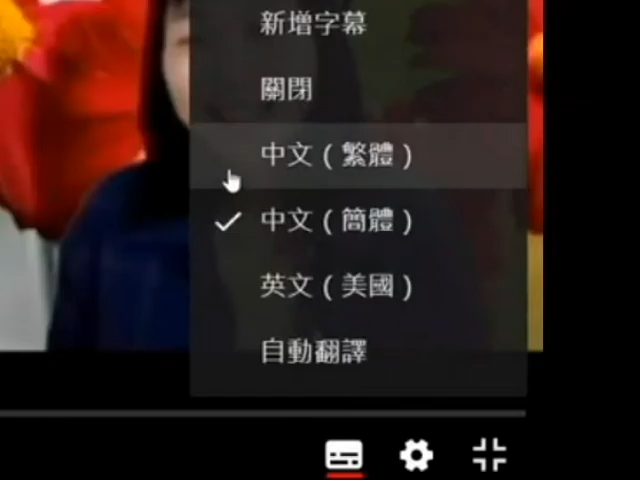 新增字幕
關閉
中文(繁體)
中文(簡體)
英文(美國)
自動翻譯